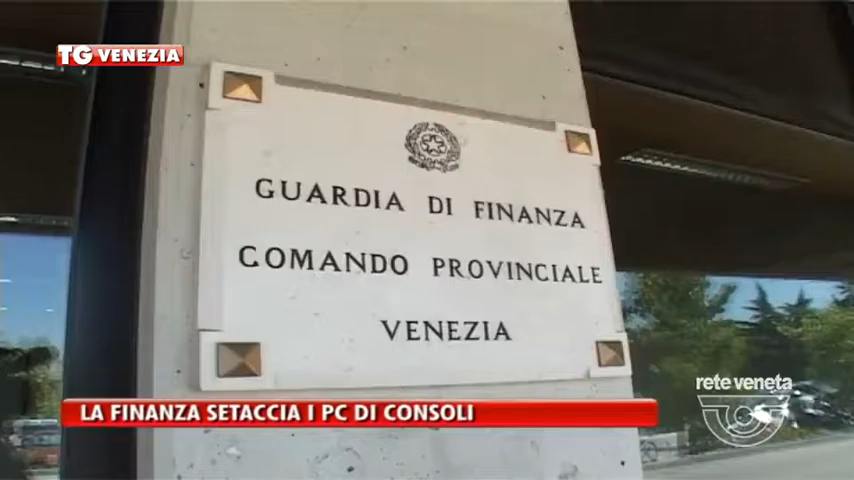 TG VENEZIA
GUARDIA DI FINANZA
COMANDO PROVINCIALE
VENEZIA
rete veneta
LA FINANZA SETACCIA I PC DI CONSOLI